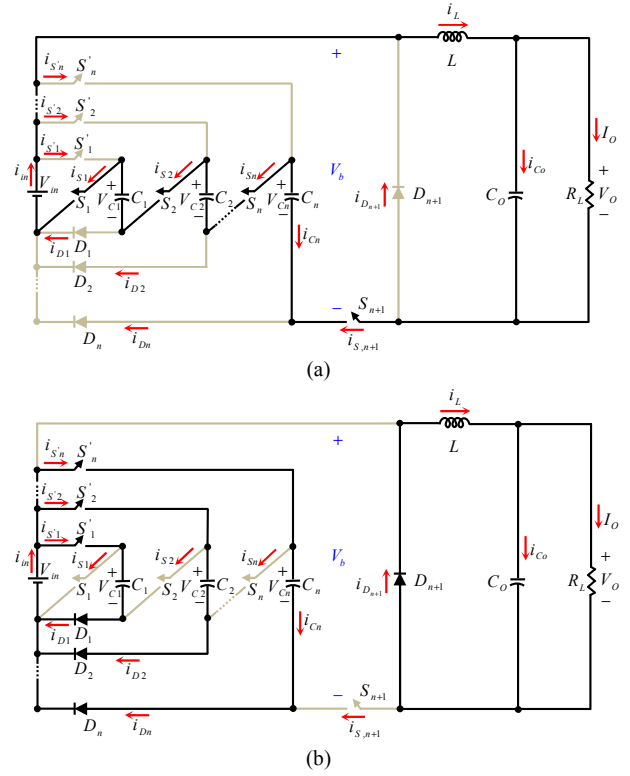 i_L
+
L
i_S'n S'_n
i_S'2 S'_2
I_O
i_S'1 S'_1
i_in V_in
i_S1 i_S2 i_Sn
V_b
i_Co
+ + + +
S_1 V_C1 C_1 S_2 V_C2 C_2 S_n V_Cn C_n
i_Dn+1 D_n+1 C_O R_L V_O
− − − −
i_D1 D_1
i_Cn
D_2 i_D2
− S_n+1
D_n i_Dn
i_S,n+1
(a)
i_L
+
L
i_S'n S'_n
i_S'2 S'_2
I_O
i_S'1 S'_1
i_in V_in
i_S1 i_S2 i_Sn
V_b
i_Co
+ + + +
S_1 V_C1 C_1 S_2 V_C2 C_2 S_n V_Cn C_n
i_Dn+1 D_n+1 C_O R_L V_O
− − − −
i_D1 D_1
i_Cn
D_2 i_D2
− S_n+1
D_n i_Dn
i_S,n+1
(b)